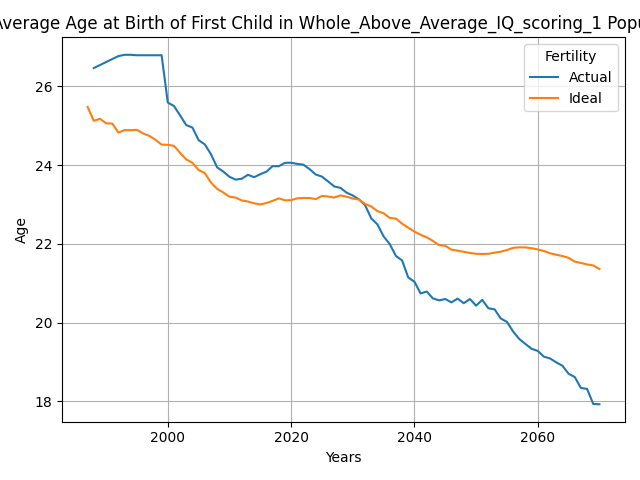 Average Age at Birth of First Child in Whole_Above_Average_IQ_scoring_1 Popu
Fertility
Actual
Ideal
26
24
22
20
18
Age
2000 2020 2040 2060
Years